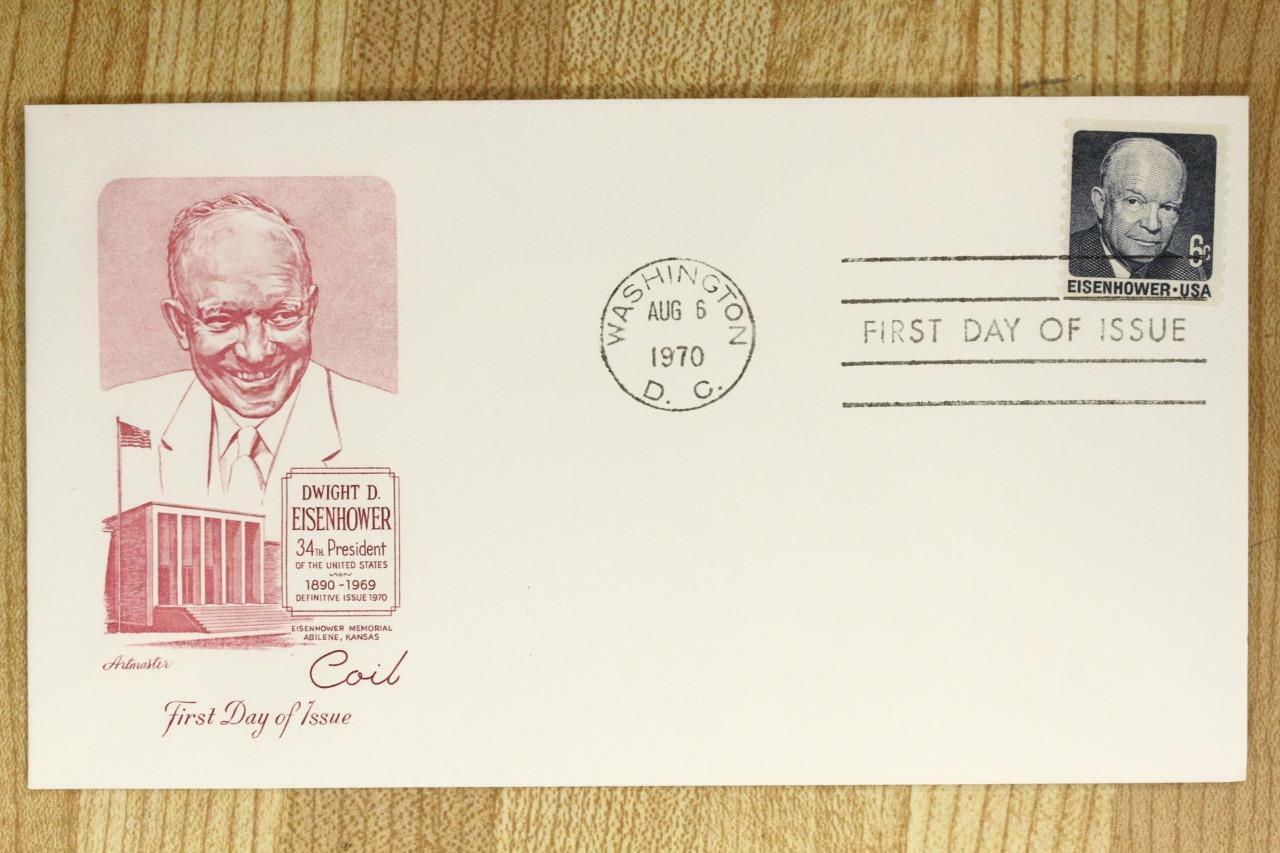 DWIGHT D.
EISENHOWER
34TH President
OF THE UNITED STATES
1890-1969
DEFINITIVE ISSUE 1970
EISENHOWER MEMORIAL
ABILENE, KANSAS
Artmaster
Coil
First Day of Issue
WASHINGTON
AUG 6
1970
D. C.
6c
EISENHOWER·USA
FIRST DAY OF ISSUE